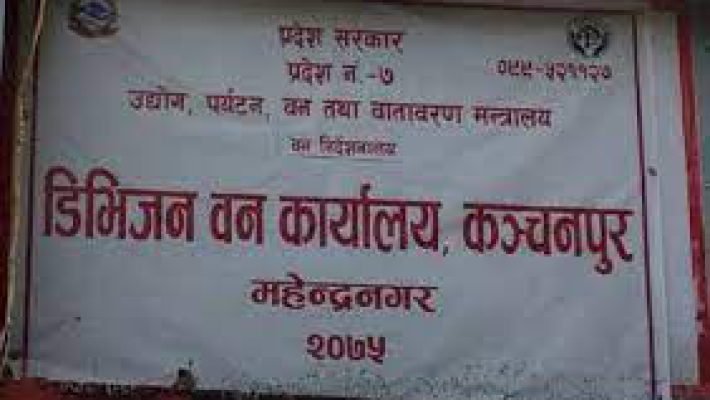 प्रदेश सरकार
प्रदेश न. -७
०९९-५२११२०
उद्योग, पर्यटन, वन तथा वातावरण मन्त्रालय
वन निर्देशनालय
डिभिजन वन कार्यालय, कञ्चनपुर
महेन्द्रनगर
२०७५